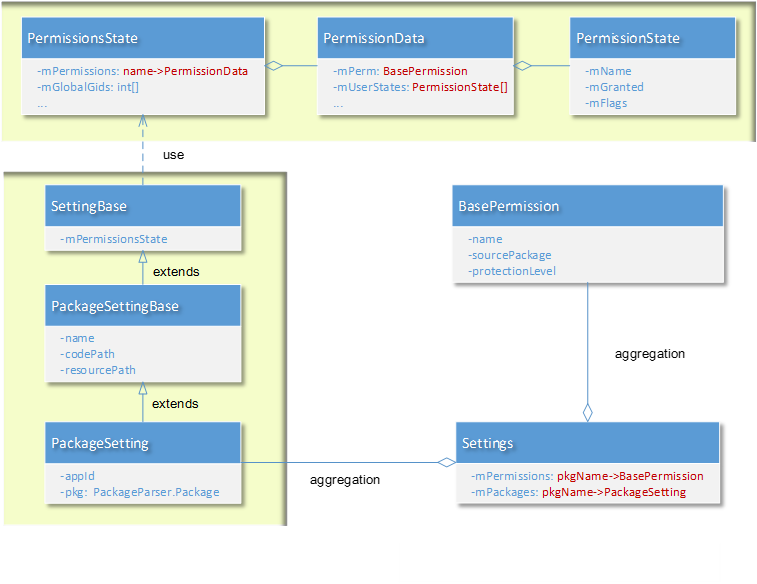 PermissionsState
-mPermissions: name->PermissionData
-mGlobalGids: int[]
...
PermissionData
-mPerm: BasePermission
-mUserStates: PermissionState[]
...
PermissionState
-mName
-mGranted
-mFlags
use
SettingBase
-mPermissionsState
extends
PackageSettingBase
-name
-codePath
-resourcePath
extends
PackageSetting
-appId
-pkg: PackageParser.Package
BasePermission
-name
-sourcePackage
-protectionLevel
aggregation
Settings
-mPermissions: pkgName->BasePermission
-mPackages: pkgName->PackageSetting
aggregation